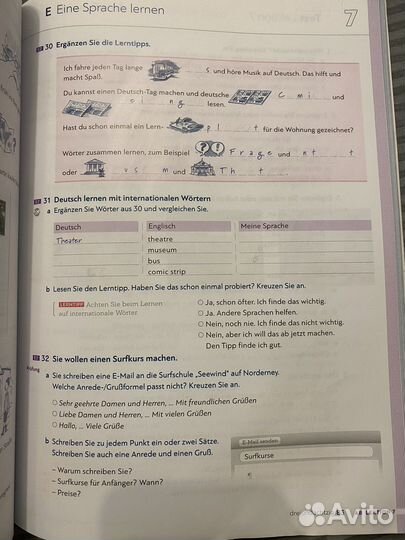 E Eine Sprache lernen
7
30 Ergänzen Sie die Lerntipps.
Ich fahre jeden Tag lange s und höre Musik auf Deutsch. Das hilft und
macht Spaß.
Du kannst einen Deutsch-Tag machen und deutsche C mi und
lesen.
Hast du schon einmal ein Lern- pl t für die Wohnung gezeichnet?
Wörter zusammen lernen, zum Beispiel Frage und nt t
oder us m und Th t .
31 Deutsch lernen mit internationalen Wörtern
a Ergänzen Sie Wörter aus 30 und vergleichen Sie.
Deutsch Englisch Meine Sprache
Theater theatre
museum
bus
comic strip
b Lesen Sie den Lerntipp. Haben Sie das schon einmal probiert? Kreuzen Sie an.
LERNTIPP Achten Sie beim Lernen
auf internationale Wörter
Ja, schon öfter. Ich finde das wichtig.
Ja. Andere Sprachen helfen.
Nein, noch nie. Ich finde das nicht wichtig.
Nein, aber ich will das ab jetzt machen.
Den Tipp finde ich gut.
32 Sie wollen einen Surfkurs machen.
a Sie schreiben eine E-Mail an die Surfschule „Seewind" auf Norderney.
Welche Anrede-/Grußformel passt nicht? Kreuzen Sie an.
Sehr geehrte Damen und Herren, ... Mit freundlichen Grüßen
Liebe Damen und Herren, ... Mit vielen Grüßen
Hallo, ... Viele Grüße
b Schreiben Sie zu jedem Punkt ein oder zwei Sätze.
Schreiben Sie auch eine Anrede und einen Gruß.
– Warum schreiben Sie?
– Surfkurse für Anfänger? Wann?
– Preise?
E-Mail senden
Surfkurse
Avito